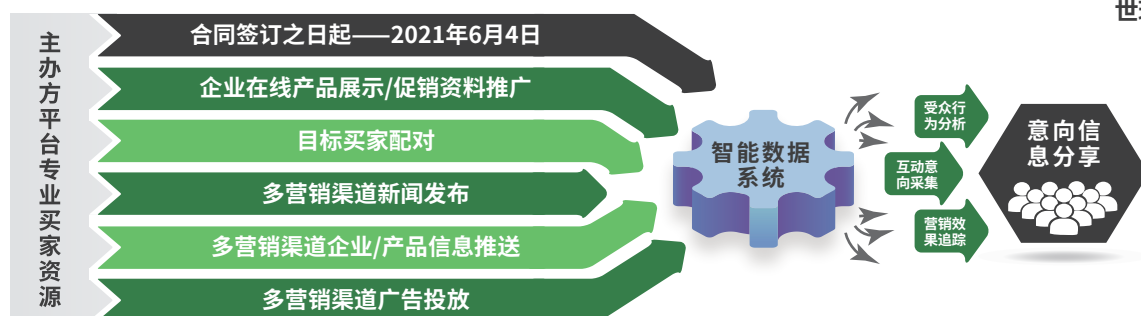 主办方平台专业买家资源
合同签订之日起——2021年6月4日
企业在线产品展示/促销资料推广
目标买家配对
多营销渠道新闻发布
多营销渠道企业/产品信息推送
多营销渠道广告投放
智能数据
系统
受众行
为分析
互动意
向采集
营销效
果追踪
意向信
息分享
世